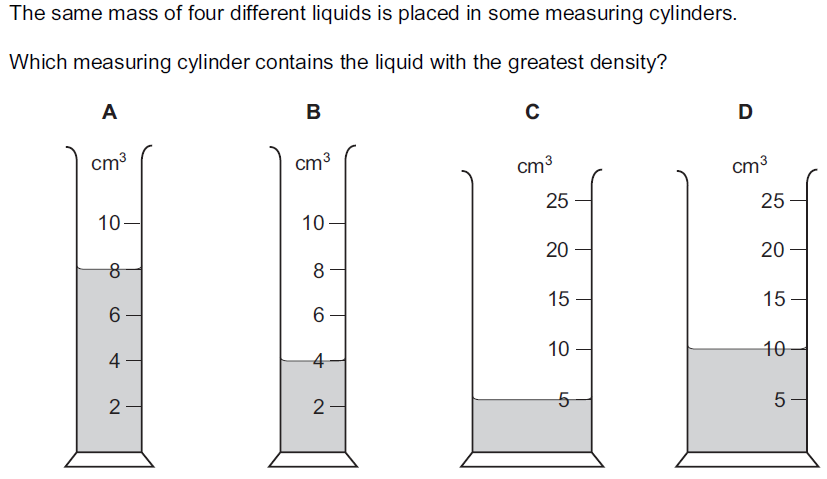 The same mass of four different liquids is placed in some measuring cylinders.
Which measuring cylinder contains the liquid with the greatest density?
A B C D
cm³ cm³ cm³ cm³
25 25
10 10
20 20
8 8
6 6 15 15
4 4 10 10
2 2 5 5